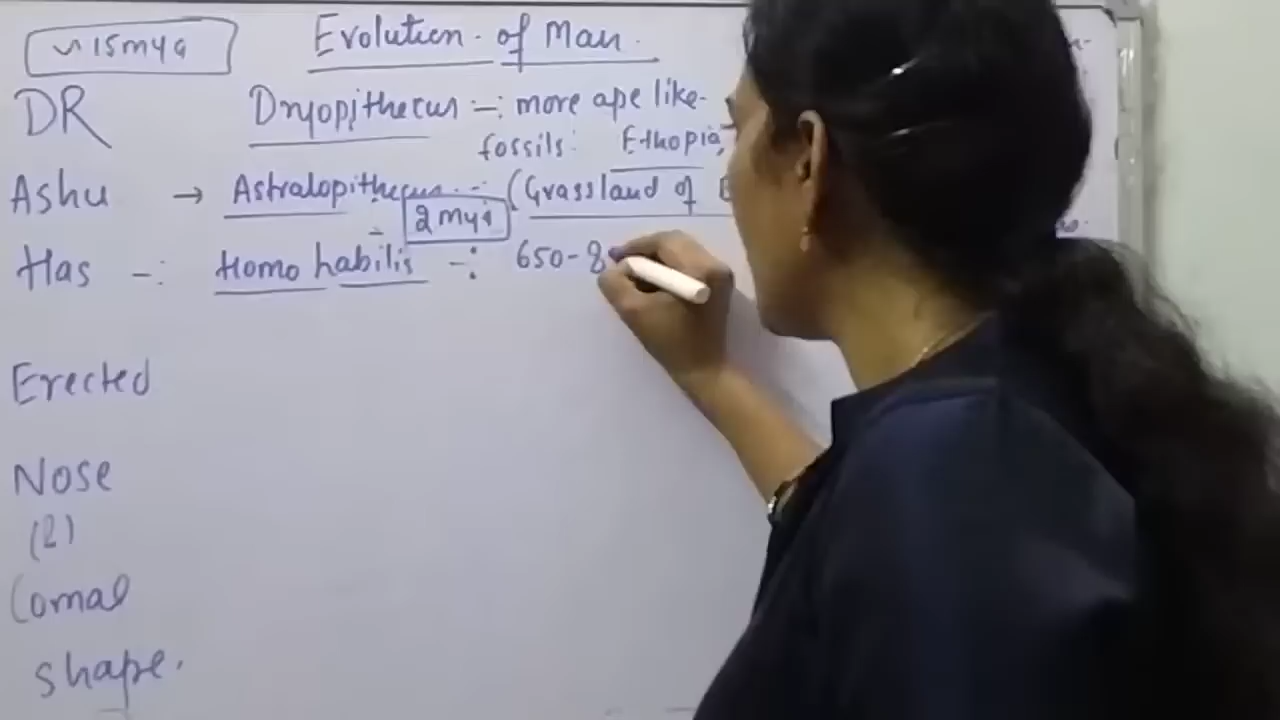 ~15mya
Evolution of Man.
DR Dryopithecus -: more ape like-
fossils: Ethopia,
Ashu → Astralopithecus -: (Grassland of
2mya
Has -: Homo habilis -: 650-8
Erected
Nose
(2)
Comal
shape.